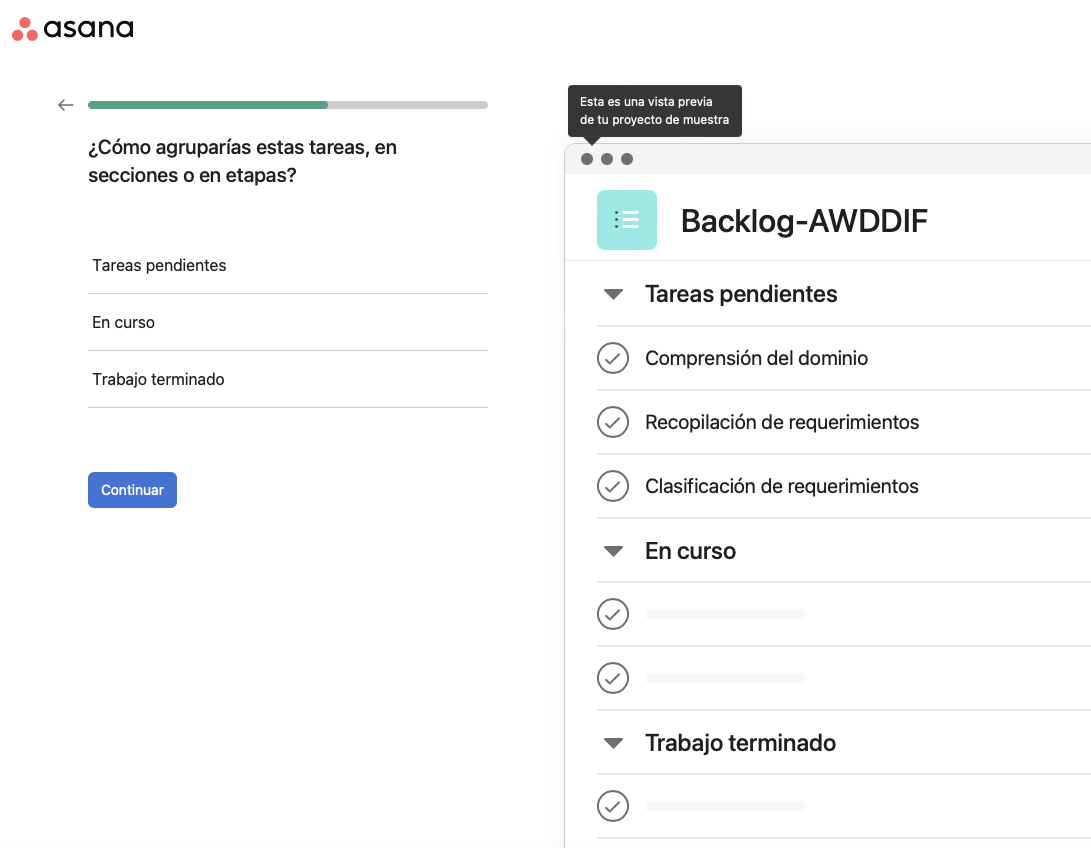 asana
¿Cómo agruparías estas tareas, en
secciones o en etapas?
Tareas pendientes
En curso
Trabajo terminado
Continuar
Esta es una vista previa
de tu proyecto de muestra
Backlog-AWDDIF
Tareas pendientes
Comprensión del dominio
Recopilación de requerimientos
Clasificación de requerimientos
En curso
Trabajo terminado